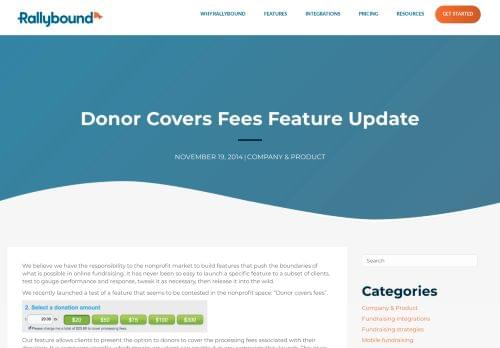 Rallybound
WHY RALLYBOUND
FEATURES
INTEGRATIONS
PRICING
RESOURCES
GET STARTED
Donor Covers Fees Feature Update
NOVEMBER 19, 2014 | COMPANY & PRODUCT
We believe we have the responsibility to the nonprofit market to build features that push the boundaries of
what is possible in online fundraising. It has never been so easy to launch a specific feature to a subset of clients,
test to gauge performance and response, tweak it as necessary, then release it into the wild.
We recently launched a test of a feature that seems to be contested in the nonprofit space: "Donor covers fees".
2. Select a donation amount
20.00
$20
$50
$75
$100
$300
Please charge me a total of
to cover processing fees.
Our feature allows clients to present the option to donors to cover the processing fees associated with their
Search
Categories
Company & Product
Fundraising integrations
Fundraising strategies
Mobile fundraising